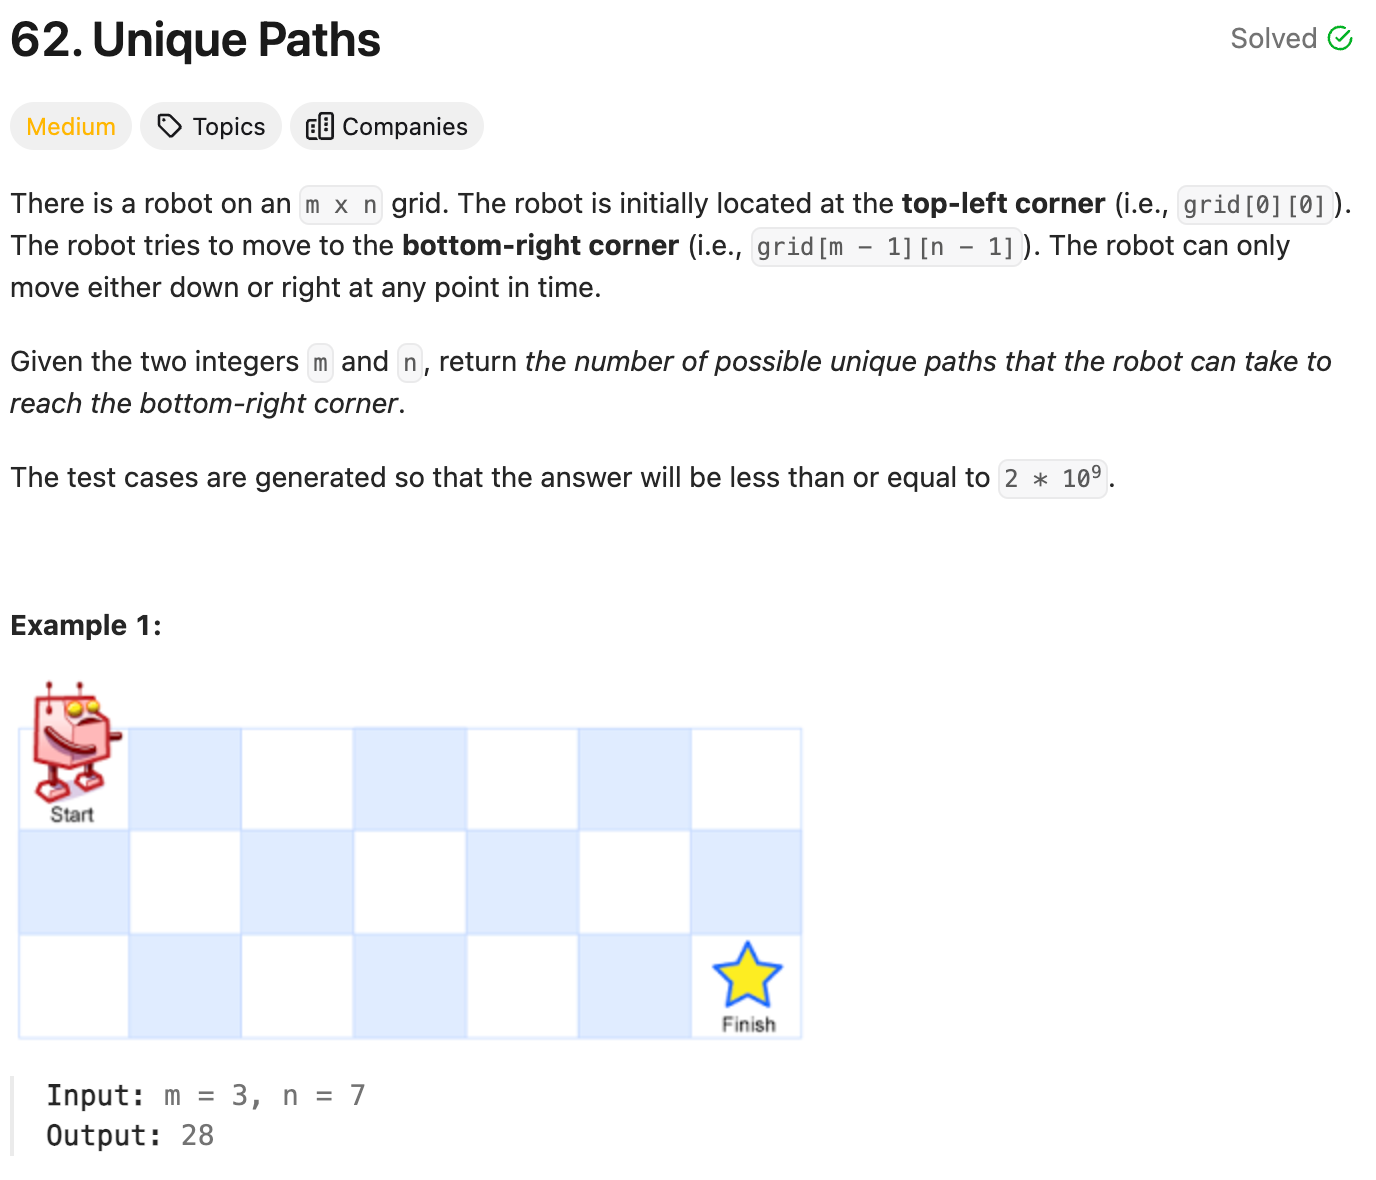 62. Unique Paths
Solved
Medium
Topics
Companies
There is a robot on an m x n grid. The robot is initially located at the top-left corner (i.e., grid[0][0]).
The robot tries to move to the bottom-right corner (i.e., grid[m - 1][n - 1]). The robot can only
move either down or right at any point in time.
Given the two integers m and n, return the number of possible unique paths that the robot can take to
reach the bottom-right corner.
The test cases are generated so that the answer will be less than or equal to 2 * 10⁹.
Example 1:
Start
Finish
Input: m = 3, n = 7
Output: 28